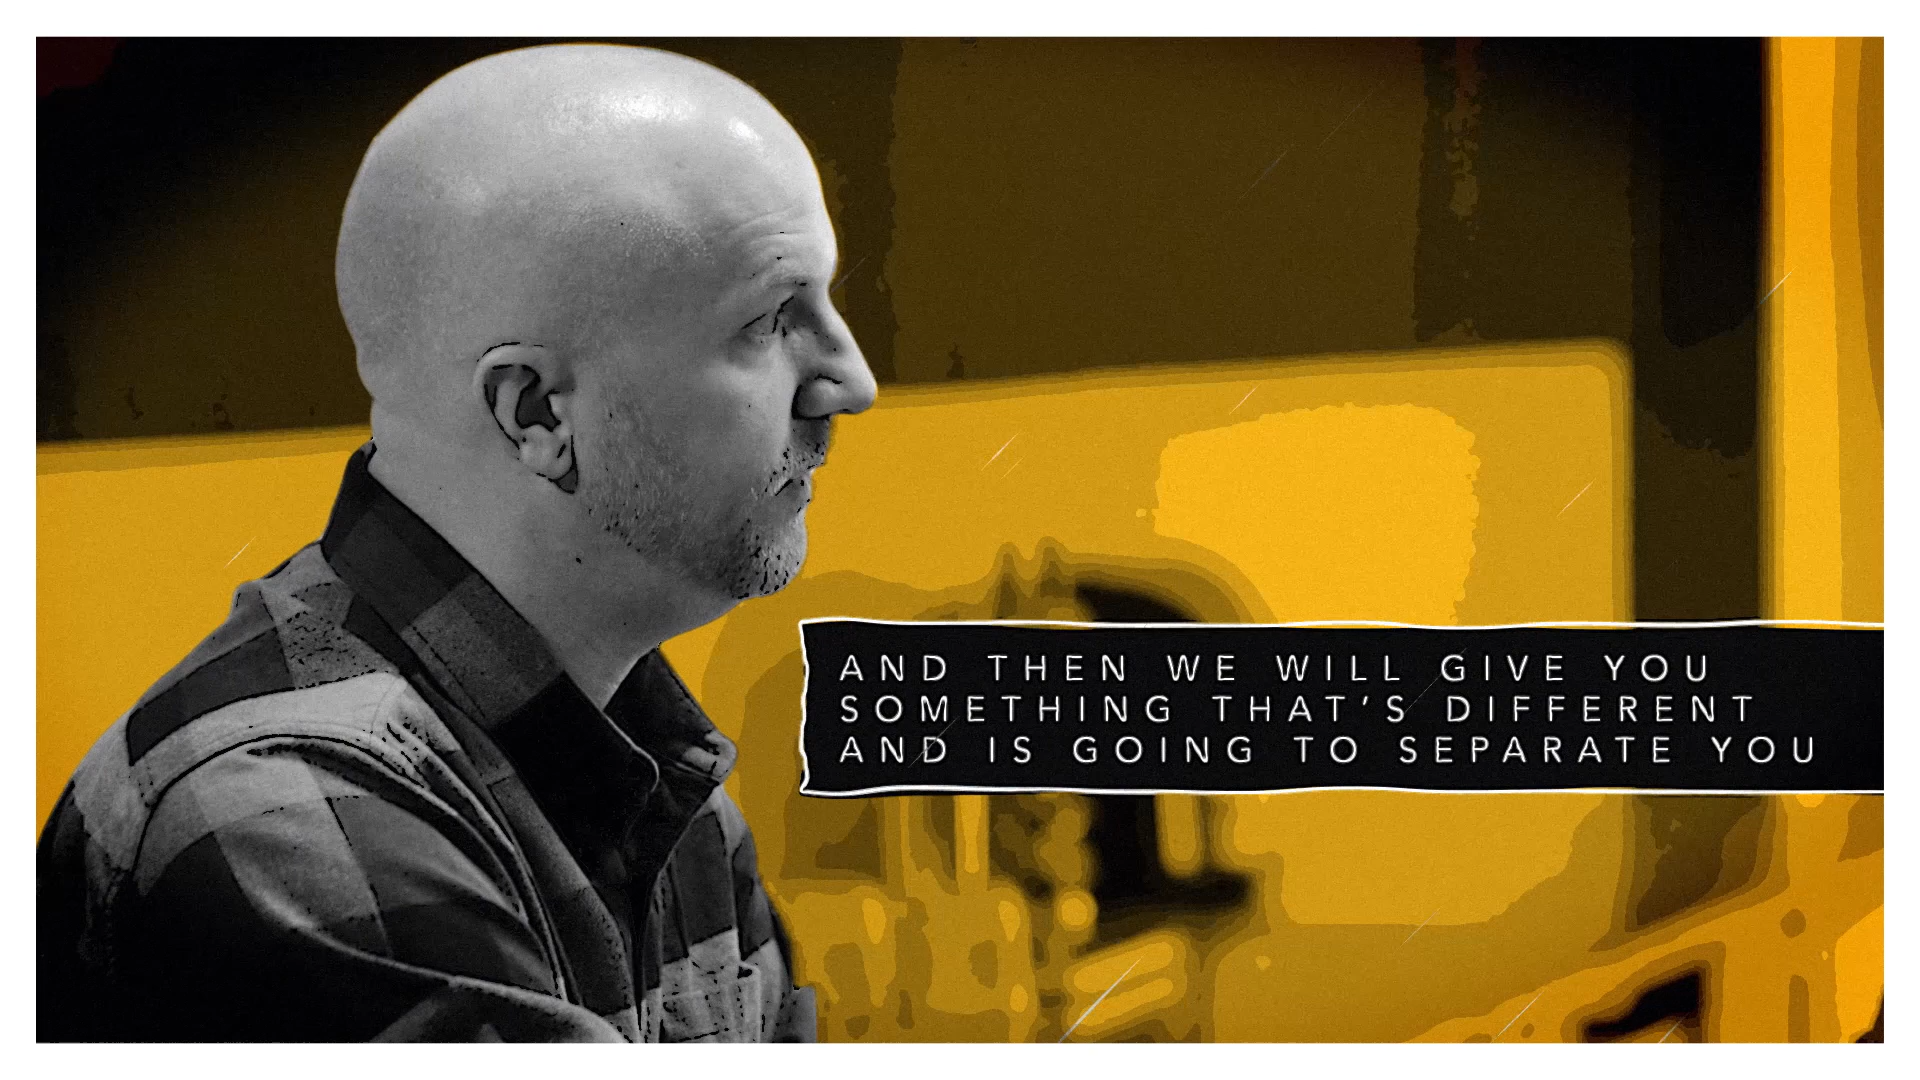 AND THEN WE WILL GIVE YOU
SOMETHING THAT'S DIFFERENT
AND IS GOING TO SEPARATE YOU